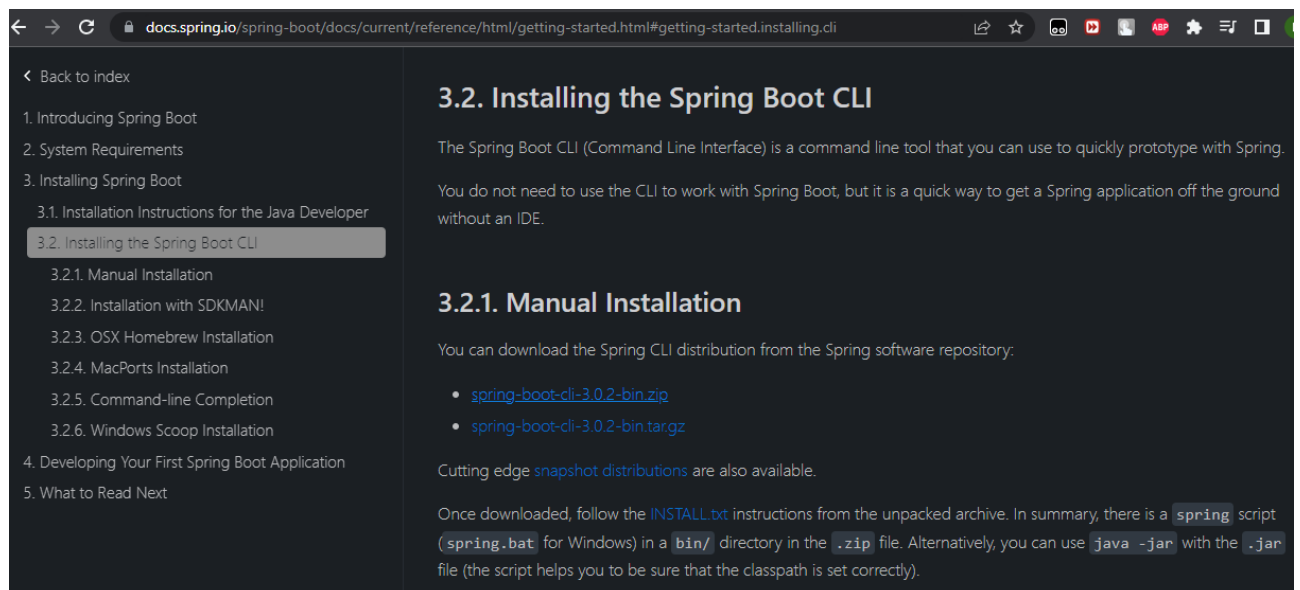 docs.spring.io/spring-boot/docs/current/reference/html/getting-started.html#getting-started.installing.cli
ABP
Back to index
1. Introducing Spring Boot
2. System Requirements
3. Installing Spring Boot
3.1. Installation Instructions for the Java Developer
3.2. Installing the Spring Boot CLI
3.2.1. Manual Installation
3.2.2. Installation with SDKMAN!
3.2.3. OSX Homebrew Installation
3.2.4. MacPorts Installation
3.2.5. Command-line Completion
3.2.6. Windows Scoop Installation
4. Developing Your First Spring Boot Application
5. What to Read Next
3.2. Installing the Spring Boot CLI
The Spring Boot CLI (Command Line Interface) is a command line tool that you can use to quickly prototype with Spring.
You do not need to use the CLI to work with Spring Boot, but it is a quick way to get a Spring application off the ground
without an IDE.
3.2.1. Manual Installation
You can download the Spring CLI distribution from the Spring software repository:
spring-boot-cli-3.0.2-bin.zip
spring-boot-cli-3.0.2-bin.tar.gz
Cutting edge snapshot distributions are also available.
Once downloaded, follow the INSTALL.txt instructions from the unpacked archive. In summary, there is a spring script
(spring.bat for Windows) in a bin/ directory in the .zip file. Alternatively, you can use java -jar with the .jar
file (the script helps you to be sure that the classpath is set correctly).